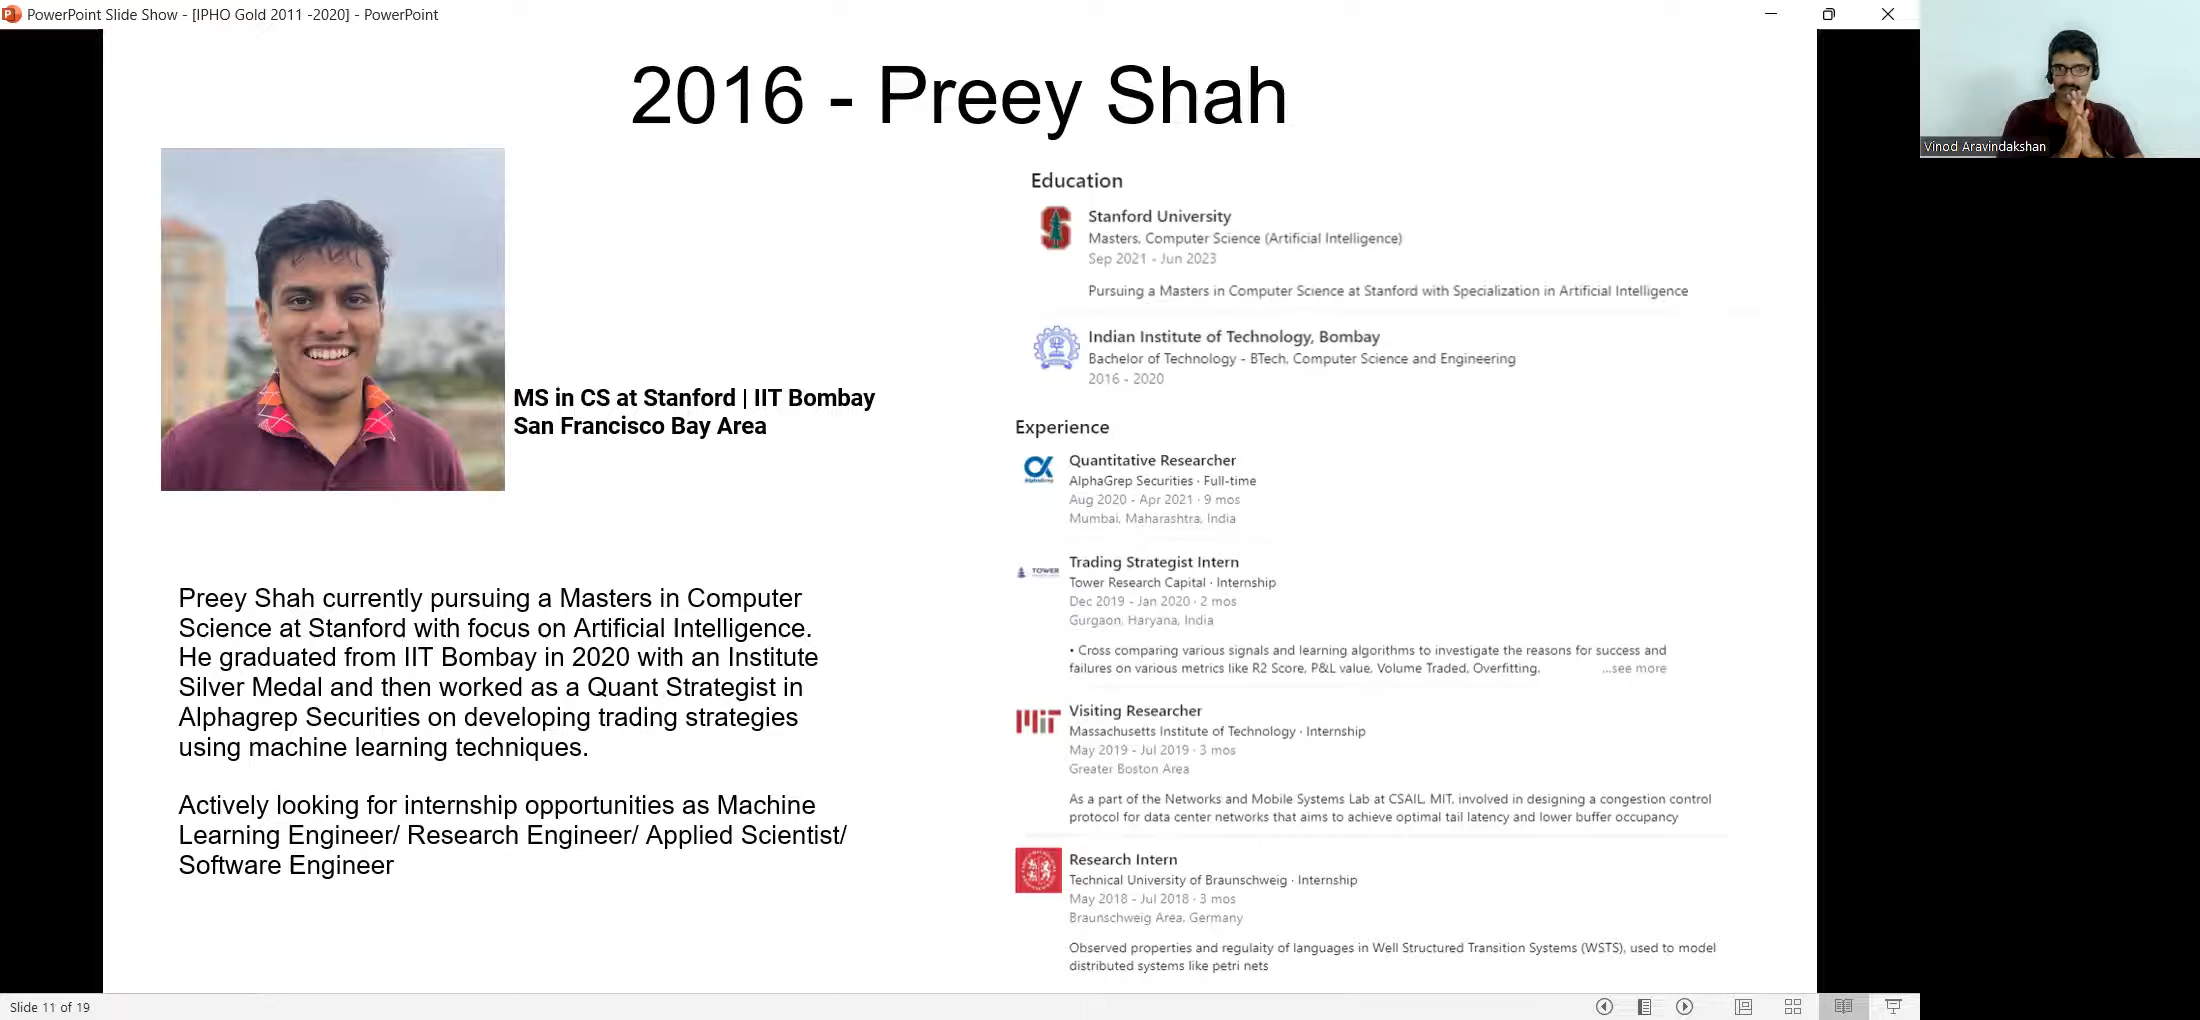 PowerPoint Slide Show - [IPHO Gold 2011 -2020] - PowerPoint
Vinod Aravindakshan
2016 - Preey Shah
MS in CS at Stanford | IIT Bombay
San Francisco Bay Area
Preey Shah currently pursuing a Masters in Computer
Science at Stanford with focus on Artificial Intelligence.
He graduated from IIT Bombay in 2020 with an Institute
Silver Medal and then worked as a Quant Strategist in
Alphagrep Securities on developing trading strategies
using machine learning techniques.
Actively looking for internship opportunities as Machine
Learning Engineer/ Research Engineer/ Applied Scientist/
Software Engineer
Education
Stanford University
Masters, Computer Science (Artificial Intelligence)
Sep 2021 - Jun 2023
Pursuing a Masters in Computer Science at Stanford with Specialization in Artificial Intelligence
Indian Institute of Technology, Bombay
Bachelor of Technology - BTech, Computer Science and Engineering
2016 - 2020
Experience
Quantitative Researcher
AlphaGrep Securities · Full-time
Aug 2020 - Apr 2021 · 9 mos
Mumbai, Maharashtra, India
TOWER
Trading Strategist Intern
Tower Research Capital · Internship
Dec 2019 - Jan 2020 · 2 mos
Gurgaon, Haryana, India
• Cross comparing various signals and learning algorithms to investigate the reasons for success and
failures on various metrics like R2 Score, P&L value, Volume Traded, Overfitting. ...see more
MIT
Visiting Researcher
Massachusetts Institute of Technology · Internship
May 2019 - Jul 2019 · 3 mos
Greater Boston Area
As a part of the Networks and Mobile Systems Lab at CSAIL, MIT, involved in designing a congestion control
protocol for data center networks that aims to achieve optimal tail latency and lower buffer occupancy
Research Intern
Technical University of Braunschweig · Internship
May 2018 - Jul 2018 · 3 mos
Braunschweig Area, Germany
Observed properties and regulaity of languages in Well Structured Transition Systems (WSTS), used to model
distributed systems like petri nets
Slide 11 of 19